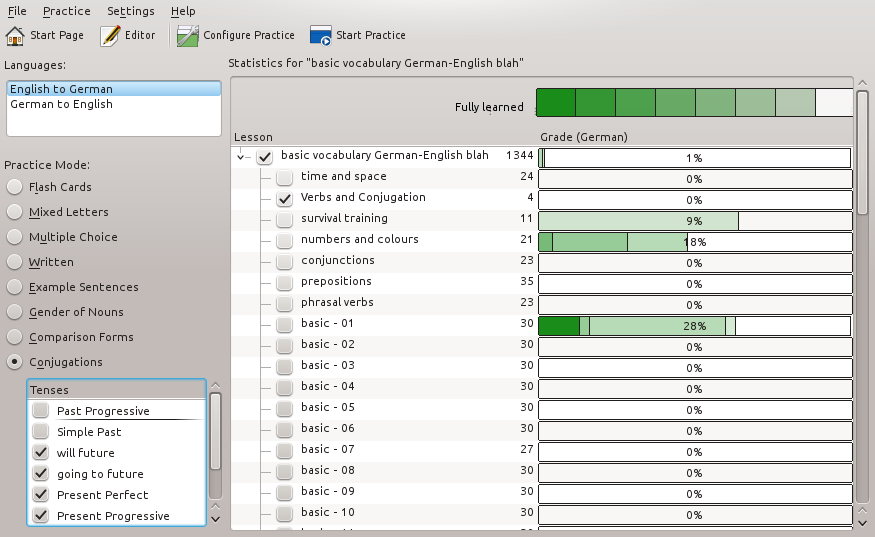 File Practice Settings Help
Start Page Editor Configure Practice Start Practice
Languages:
English to German
German to English
Practice Mode:
Flash Cards
Mixed Letters
Multiple Choice
Written
Example Sentences
Gender of Nouns
Comparison Forms
Conjugations
Tenses
Past Progressive
Simple Past
will future
going to future
Present Perfect
Present Progressive
Statistics for "basic vocabulary German-English blah"
Fully learned
Lesson Grade (German)
basic vocabulary German-English blah 1344 1%
time and space 24 0%
Verbs and Conjugation 4 0%
survival training 11 9%
numbers and colours 21 18%
conjunctions 23 0%
prepositions 35 0%
phrasal verbs 23 0%
basic - 01 30 28%
basic - 02 30 0%
basic - 03 30 0%
basic - 04 30 0%
basic - 05 30 0%
basic - 06 30 0%
basic - 07 27 0%
basic - 08 30 0%
basic - 09 30 0%
basic - 10 30 0%